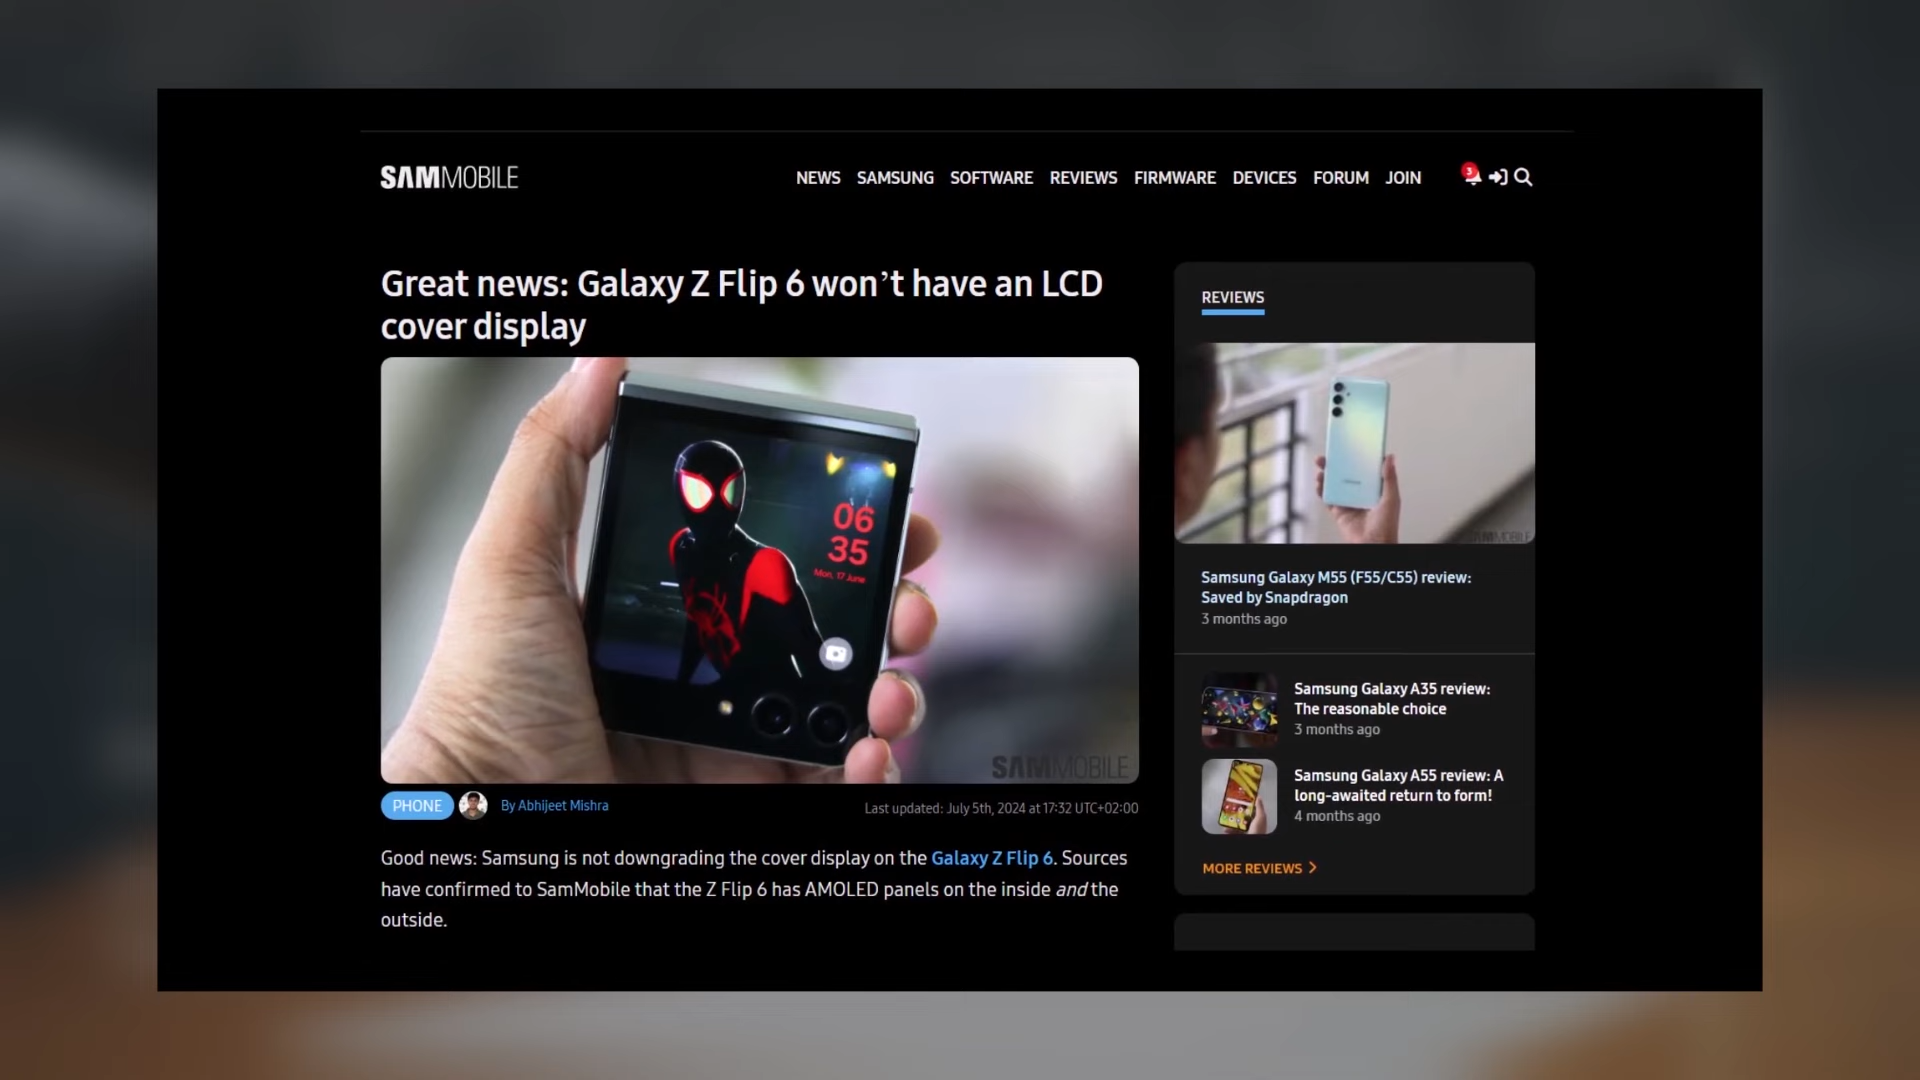 SAMMOBILE
NEWS SAMSUNG SOFTWARE REVIEWS FIRMWARE DEVICES FORUM JOIN
3
Great news: Galaxy Z Flip 6 won’t have an LCD
cover display
06
35
Mon, 17 June
SAMMOBILE
PHONE By Abhijeet Mishra Last updated: July 5th, 2024 at 17:32 UTC+02:00
Good news: Samsung is not downgrading the cover display on the Galaxy Z Flip 6. Sources
have confirmed to SamMobile that the Z Flip 6 has AMOLED panels on the inside and the
outside.
REVIEWS
SAMMOBILE
Samsung Galaxy M55 (F55/C55) review:
Saved by Snapdragon
3 months ago
Samsung Galaxy A35 review:
The reasonable choice
3 months ago
Samsung Galaxy A55 review: A
long-awaited return to form!
4 months ago
MORE REVIEWS